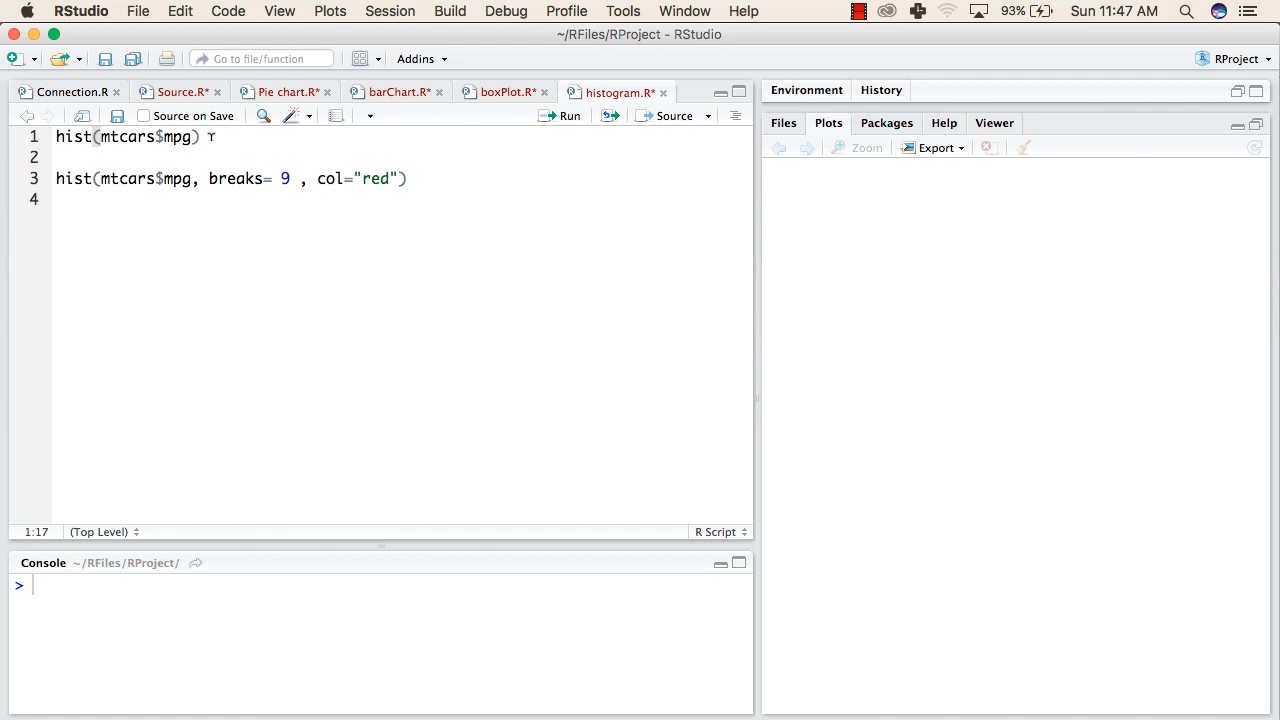 RStudio File Edit Code View Plots Session Build Debug Profile Tools Window Help 93% Sun 11:47 AM
~/RFiles/RProject - RStudio
Go to file/function Addins RProject
Connection.R Source.R* Pie chart.R* barChart.R* boxPlot.R* histogram.R*
Source on Save Run Source
1 hist(mtcars$mpg)
2
3 hist(mtcars$mpg, breaks= 9 , col="red")
4
1:17 (Top Level) R Script
Console ~/RFiles/RProject/
>
Environment History
Files Plots Packages Help Viewer
Zoom Export